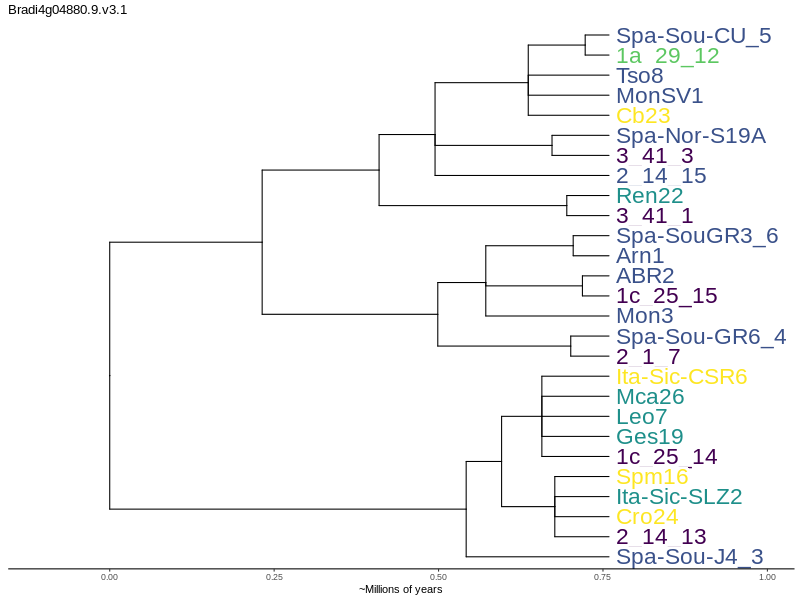 Bradi4g04880.9.v3.1
Spa-Sou-CU_5
1a_29_12
Tso8
MonSV1
Cb23
Spa-Nor-S19A
3_41_3
2_14_15
Ren22
3_41_1
Spa-SouGR3_6
Arn1
ABR2
1c_25_15
Mon3
Spa-Sou-GR6_4
2_1_7
Ita-Sic-CSR6
Mca26
Leo7
Ges19
1c_25_14
Spm16
Ita-Sic-SLZ2
Cro24
2_14_13
Spa-Sou-J4_3
0.00 0.25 0.50 0.75 1.00
~Millions of years